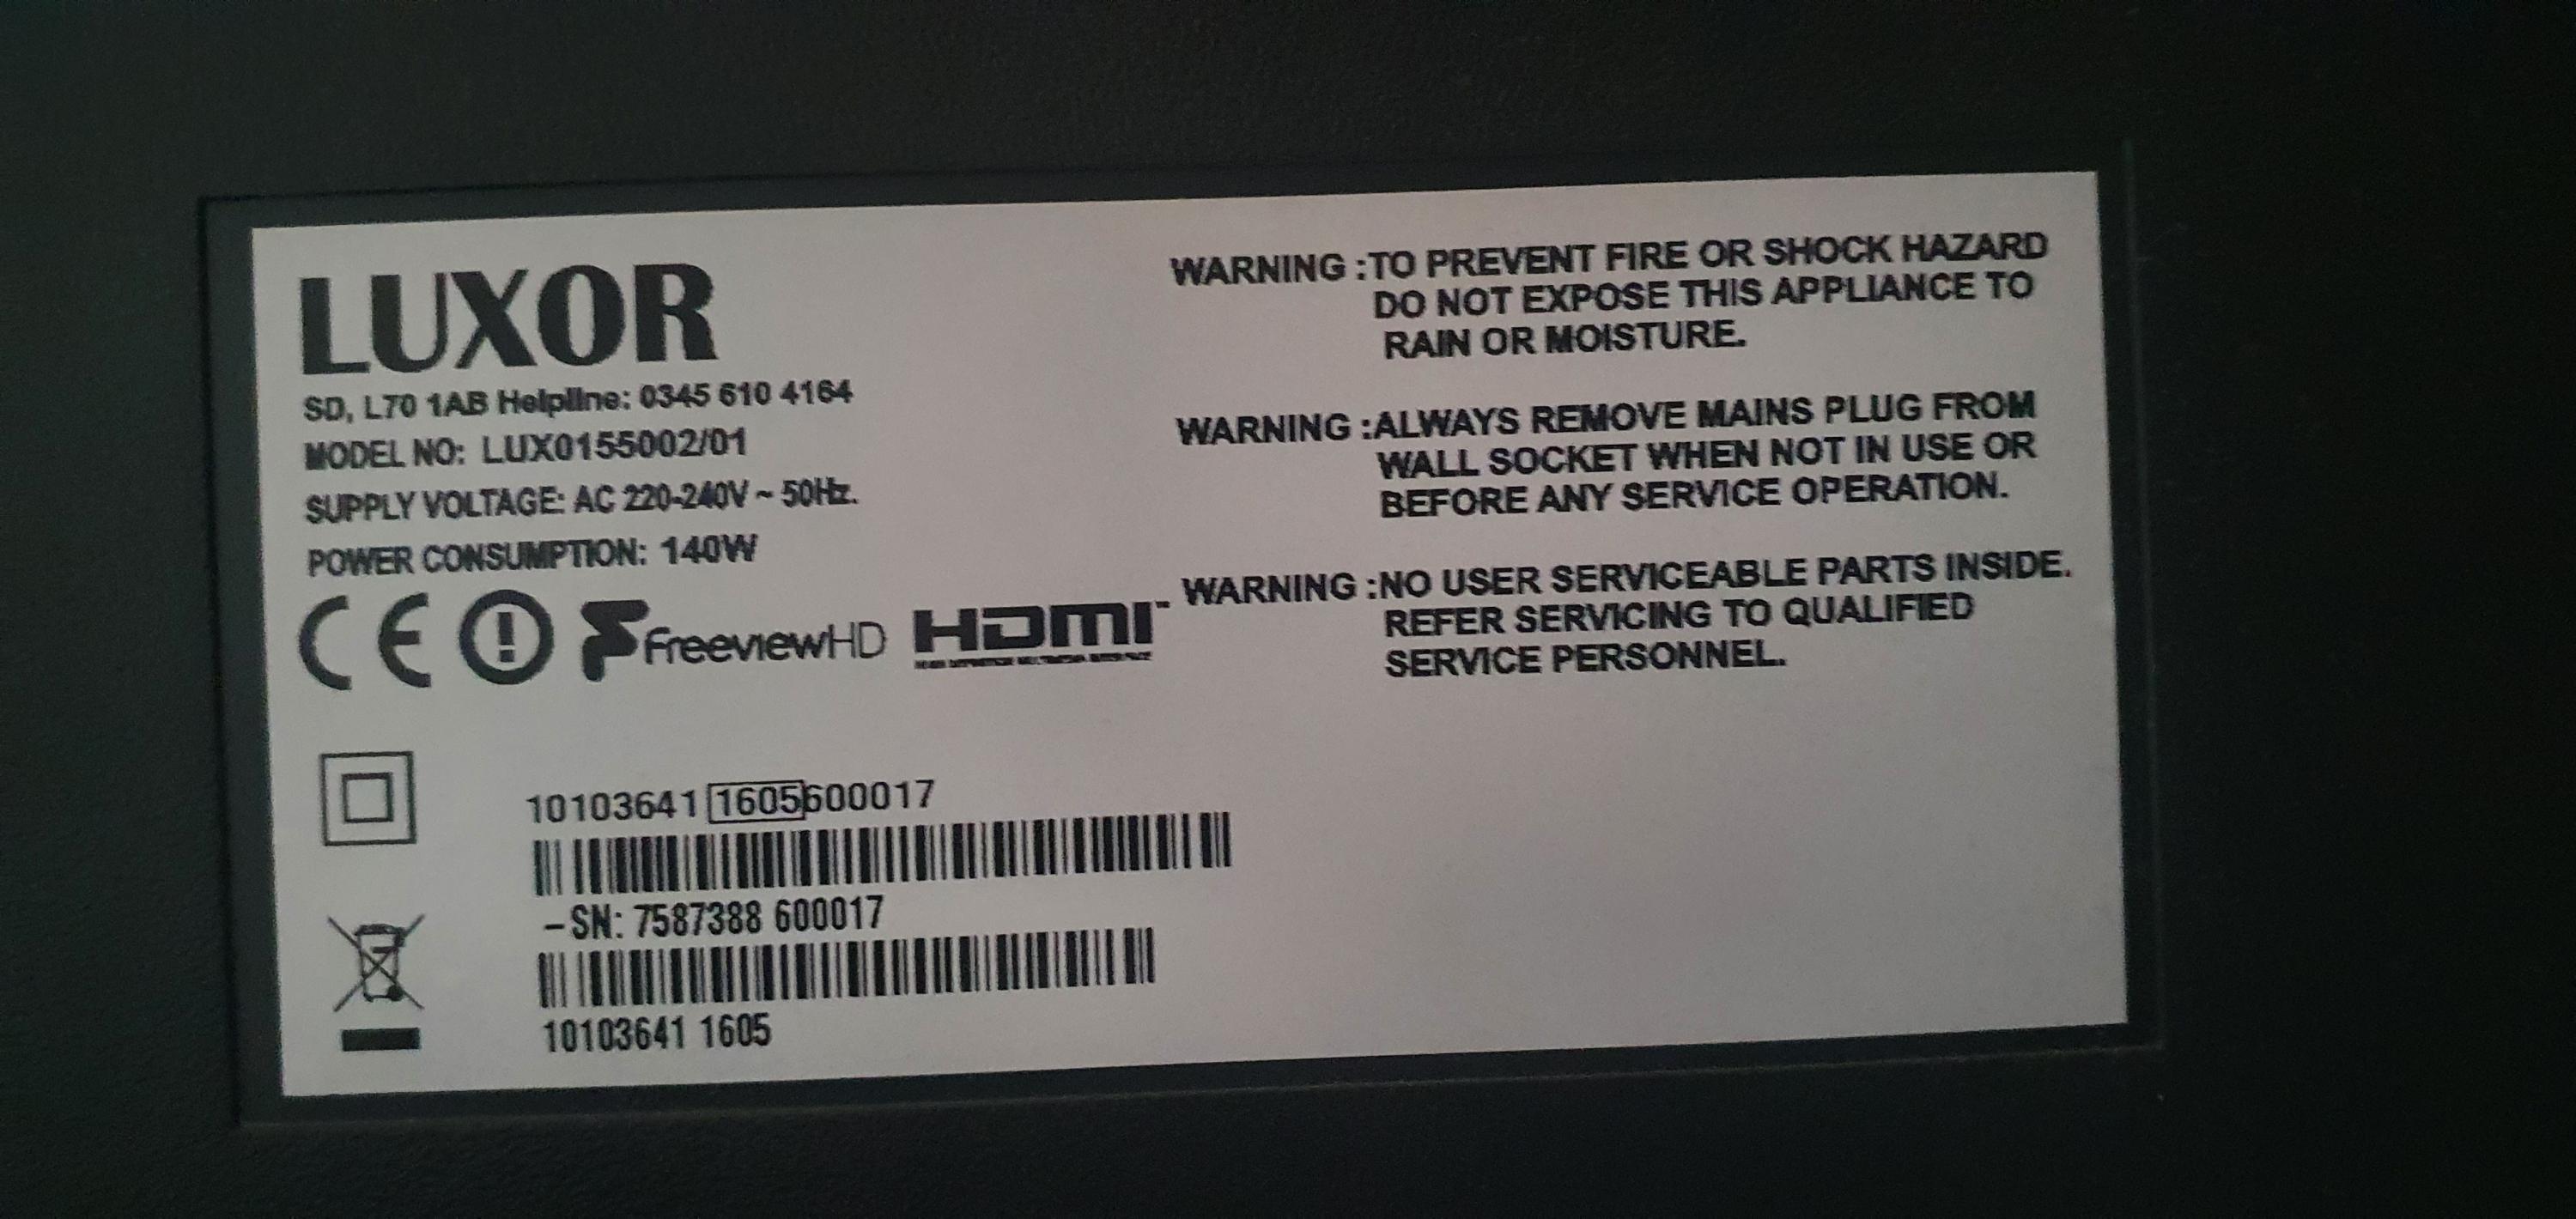 LUXOR
SD, L70 1AB Helpline: 0345 610 4164
MODEL NO: LUX0155002/01
SUPPLY VOLTAGE: AC 220-240V ~ 50Hz.
POWER CONSUMPTION: 140W
CE FreeviewHD HDMI
WARNING :TO PREVENT FIRE OR SHOCK HAZARD
DO NOT EXPOSE THIS APPLIANCE TO
RAIN OR MOISTURE.
WARNING :ALWAYS REMOVE MAINS PLUG FROM
WALL SOCKET WHEN NOT IN USE OR
BEFORE ANY SERVICE OPERATION.
WARNING :NO USER SERVICEABLE PARTS INSIDE.
REFER SERVICING TO QUALIFIED
SERVICE PERSONNEL.
10103641 1605 600017
–SN: 7587388 600017
10103641 1605